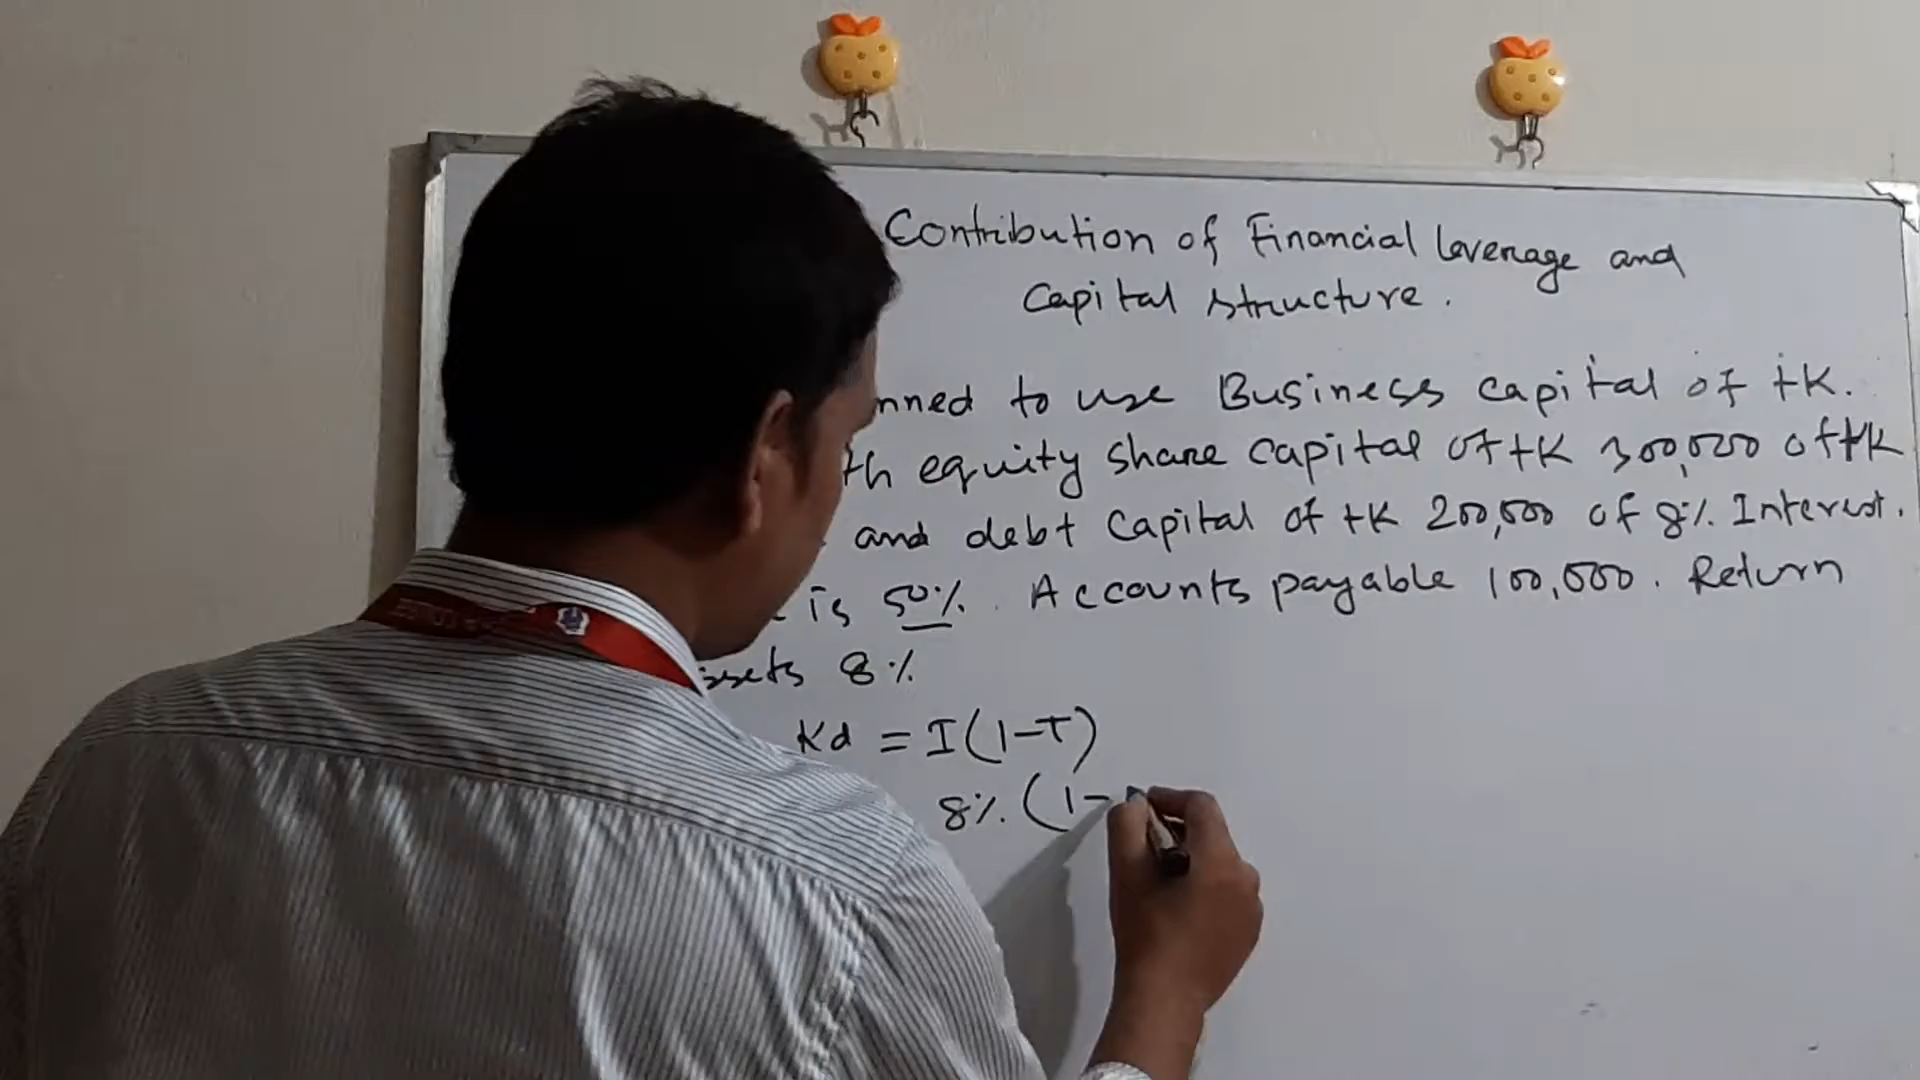 Contribution of Financial leverage and
Capital structure.
nned to use Business capital of tK.
th equity share capital of tK 300,000 of tK
and debt capital of tK 200,000 of 8% Interest.
is 50%. Accounts payable 100,000. Return
ssets 8%
Kd = I(1-T)
8% (1-